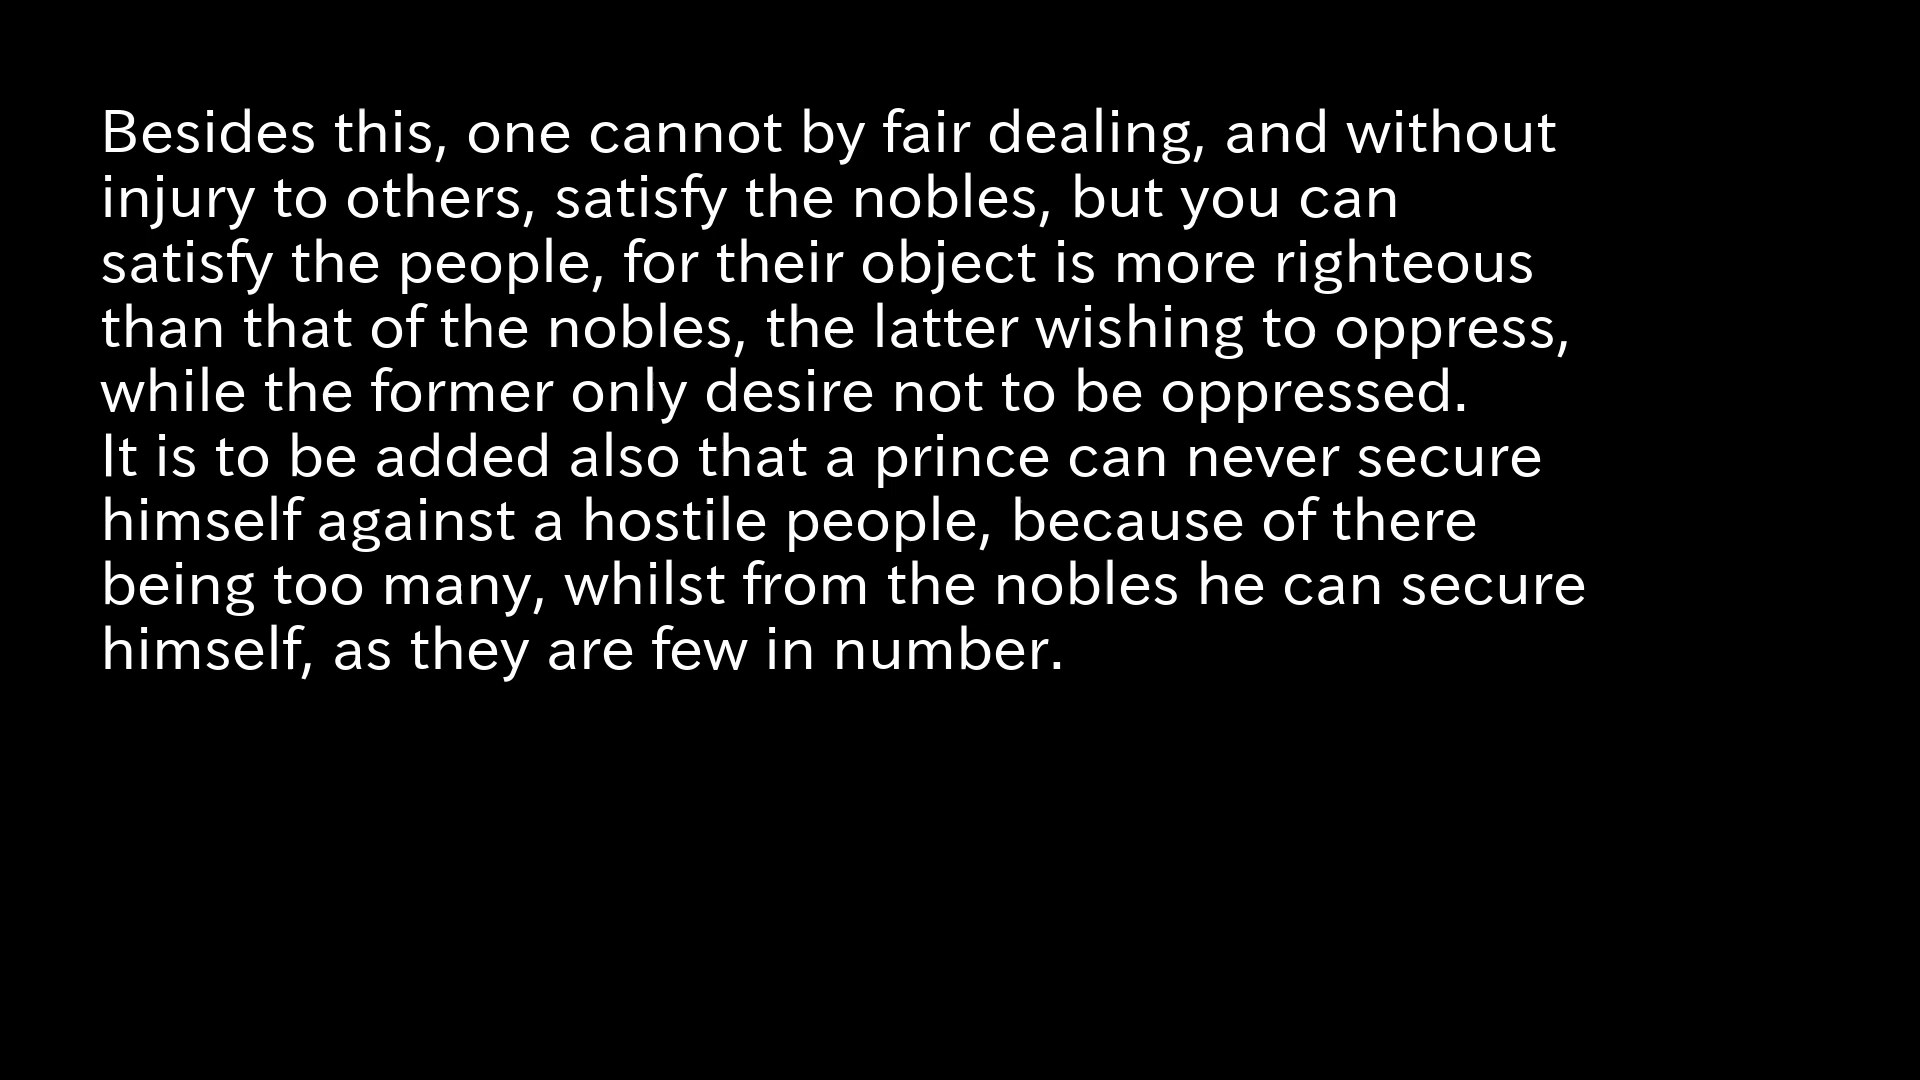 Besides this, one cannot by fair dealing, and without
injury to others, satisfy the nobles, but you can
satisfy the people, for their object is more righteous
than that of the nobles, the latter wishing to oppress,
while the former only desire not to be oppressed.
It is to be added also that a prince can never secure
himself against a hostile people, because of there
being too many, whilst from the nobles he can secure
himself, as they are few in number.